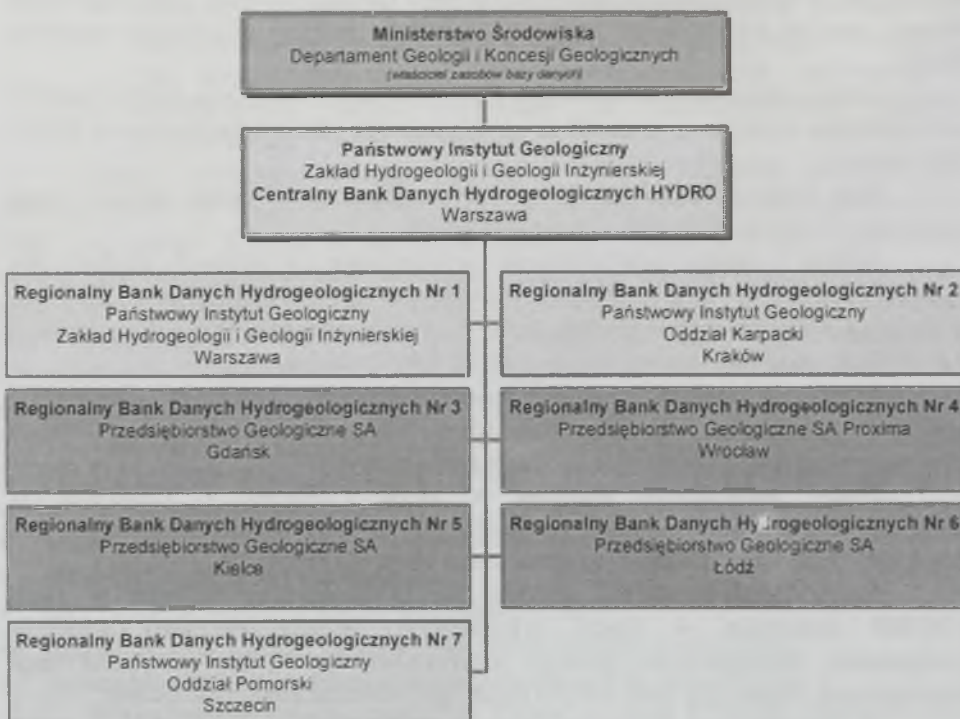 Ministerstwo Środowiska
Departament Geologii i Koncesji Geologicznych
(właściciel zasobów bazy danych)
Państwowy Instytut Geologiczny
Zakład Hydrogeologii i Geologii Inżynierskiej
Centralny Bank Danych Hydrogeologicznych HYDRO
Warszawa
Regionalny Bank Danych Hydrogeologicznych Nr 1
Państwowy Instytut Geologiczny
Zakład Hydrogeologii i Geologii Inżynierskiej
Warszawa
Regionalny Bank Danych Hydrogeologicznych Nr 2
Państwowy Instytut Geologiczny
Oddział Karpacki
Kraków
Regionalny Bank Danych Hydrogeologicznych Nr 3
Przedsiębiorstwo Geologiczne SA
Gdańsk
Regionalny Bank Danych Hydrogeologicznych Nr 4
Przedsiębiorstwo Geologiczne SA Proxima
Wrocław
Regionalny Bank Danych Hydrogeologicznych Nr 5
Przedsiębiorstwo Geologiczne SA
Kielce
Regionalny Bank Danych Hydrogeologicznych Nr 6
Przedsiębiorstwo Geologiczne SA
Łódź
Regionalny Bank Danych Hydrogeologicznych Nr 7
Państwowy Instytut Geologiczny
Oddział Pomorski
Szczecin